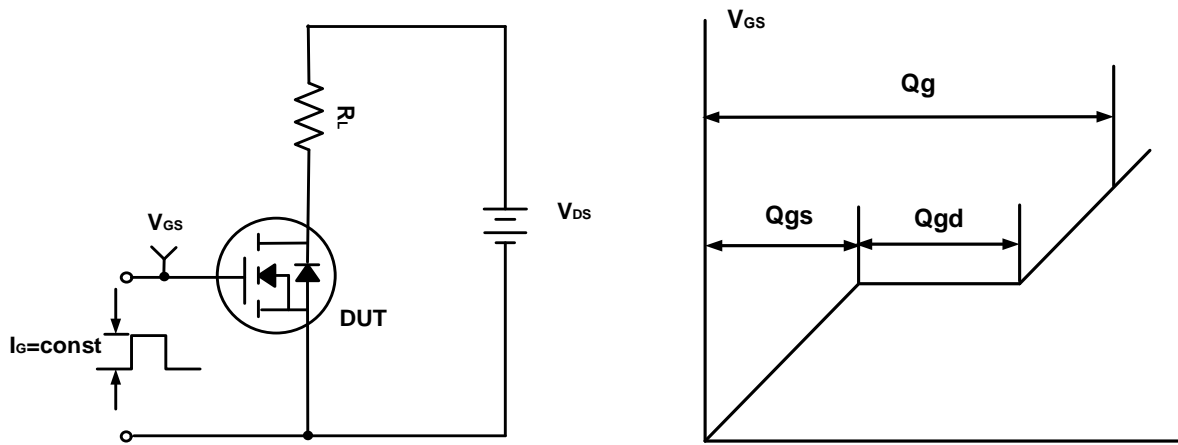 RL
VGS
VDS
DUT
IG=const
VGS
Qg
Qgs
Qgd